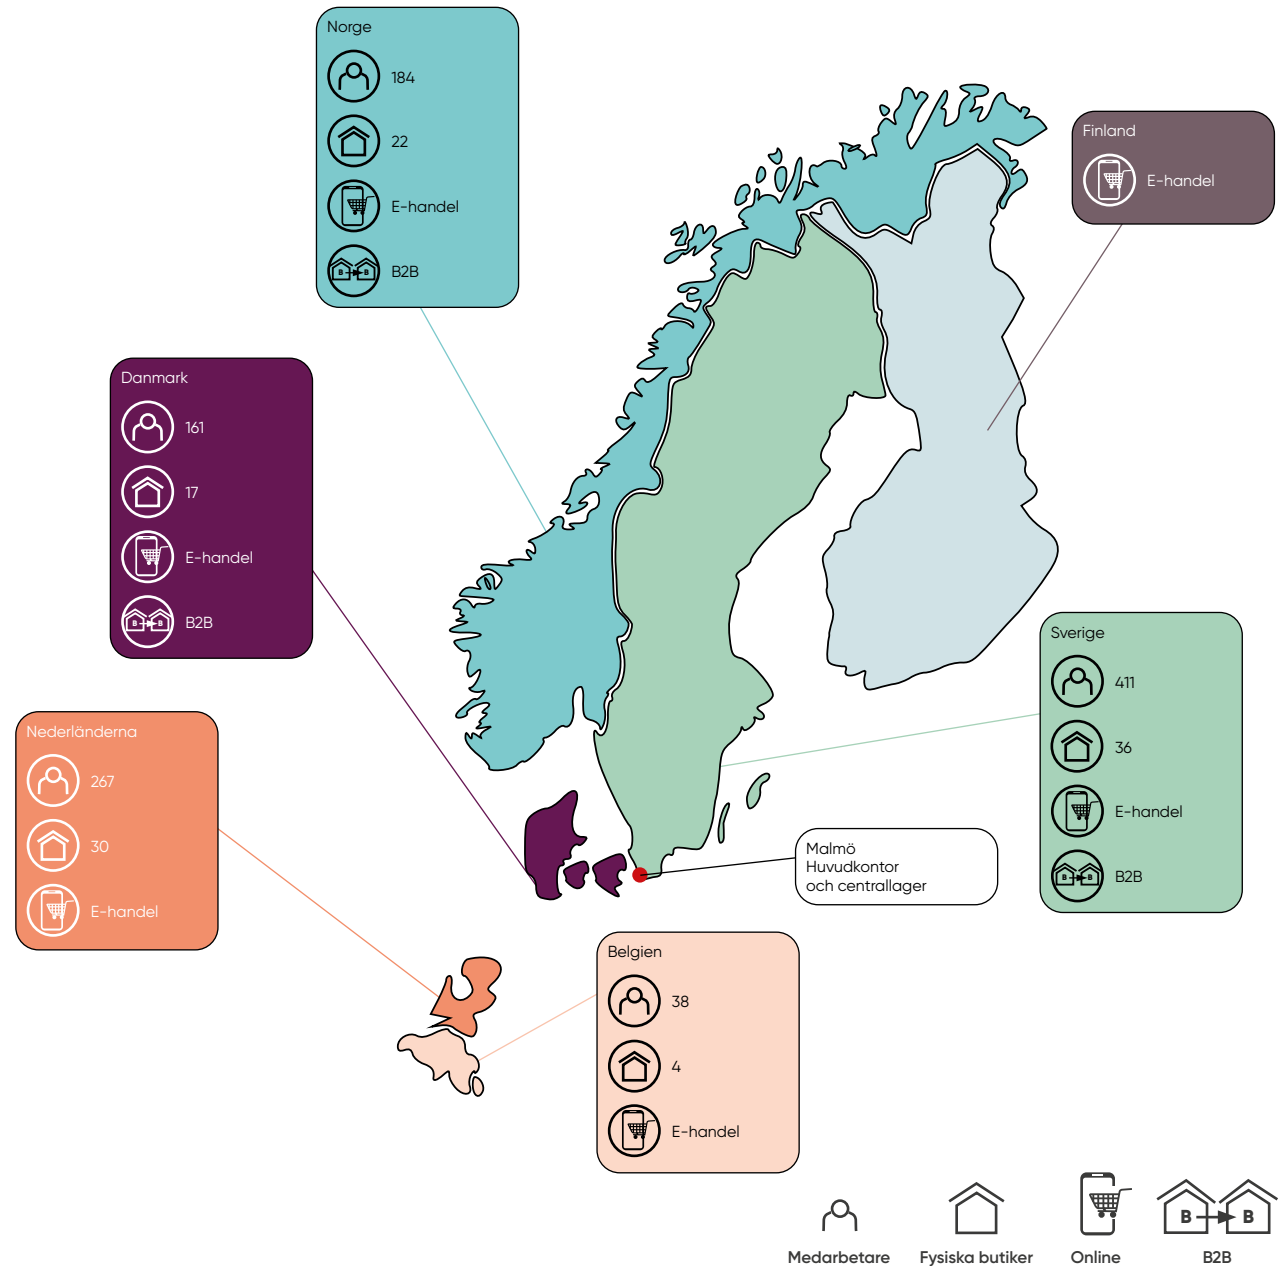 Norge
184
22
E-handel
B2B
Finland
E-handel
Danmark
161
17
E-handel
B2B
Sverige
411
36
E-handel
B2B
Nederländerna
267
30
E-handel
Malmö
Huvudkontor
och centrallager
Belgien
38
4
E-handel
Medarbetare
Fysiska butiker
Online
B B
B2B